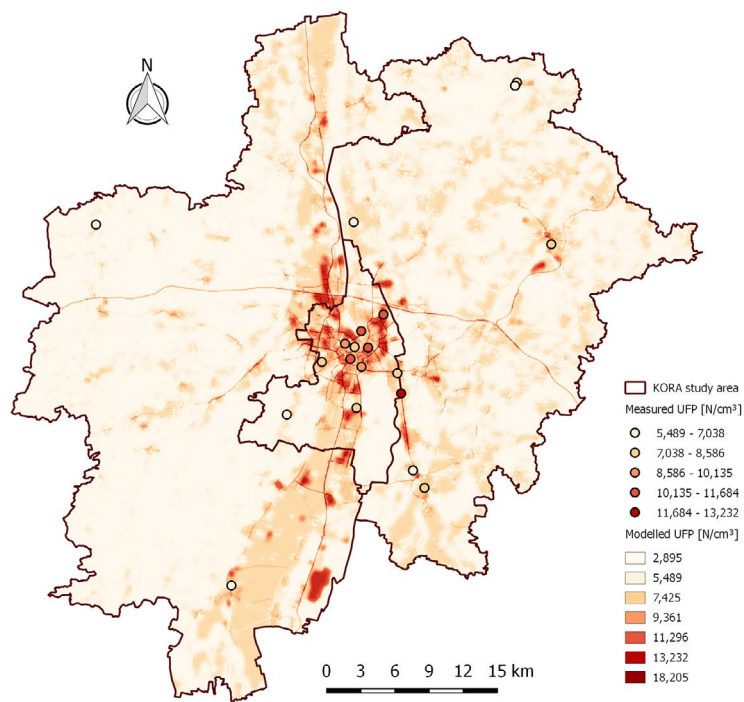 N
KORA study area
Measured UFP [N/cm³]
5,489 - 7,038
7,038 - 8,586
8,586 - 10,135
10,135 - 11,684
11,684 - 13,232
Modelled UFP [N/cm³]
2,895
5,489
7,425
9,361
11,296
13,232
18,205
0 3 6 9 12 15 km